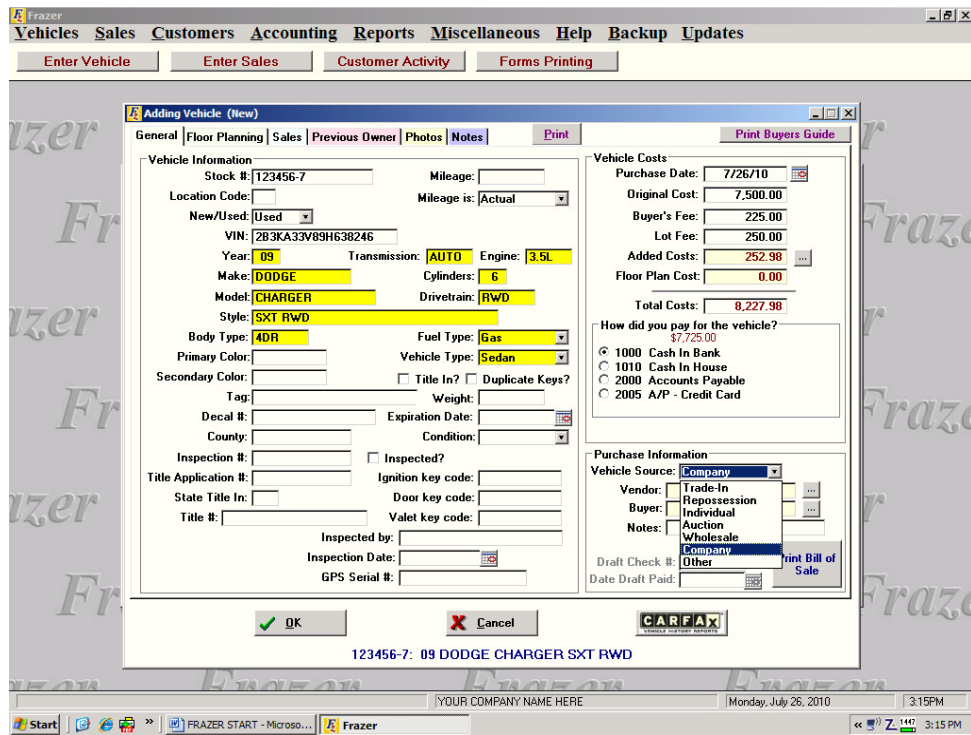 Frazer
Vehicles Sales Customers Accounting Reports Miscellaneous Help Backup Updates
Enter Vehicle Enter Sales Customer Activity Forms Printing
Adding Vehicle (New)
General Floor Planning Sales Previous Owner Photos Notes Print Print Buyers Guide
Vehicle Information
Stock #: 123456-7 Mileage:
Location Code: Mileage is: Actual
New/Used: Used
VIN: 2B3KA33V89H638246
Year: 09 Transmission: AUTO Engine: 3.5L
Make: DODGE Cylinders: 6
Model: CHARGER Drivetrain: RWD
Style: SXT RWD
Body Type: 4DR Fuel Type: Gas
Primary Color: Vehicle Type: Sedan
Secondary Color: Title In? Duplicate Keys?
Tag: Weight:
Decal #: Expiration Date:
County: Condition:
Inspection #: Inspected?
Title Application #: Ignition key code:
State Title In: Door key code:
Title #: Valet key code:
Inspected by:
Inspection Date:
GPS Serial #:
Vehicle Costs
Purchase Date: 7/26/10
Original Cost: 7,500.00
Buyer's Fee: 225.00
Lot Fee: 250.00
Added Costs: 252.98 ...
Floor Plan Cost: 0.00
Total Costs: 8,227.98
How did you pay for the vehicle?
$7,725.00
1000 Cash In Bank
1010 Cash In House
2000 Accounts Payable
2005 A/P - Credit Card
Purchase Information
Vehicle Source: Company
Vendor: ...
Buyer: ...
Notes:
Trade-In
Repossession
Individual
Auction
Wholesale
Company
Other
Draft Check #:
Date Draft Paid:
Print Bill of
Sale
OK Cancel CARFAX
VEHICLE HISTORY REPORTS
123456-7: 09 DODGE CHARGER SXT RWD
YOUR COMPANY NAME HERE Monday, July 26, 2010 3:15PM
Start » FRAZER START - Microso... Frazer « 1447 3:15 PM